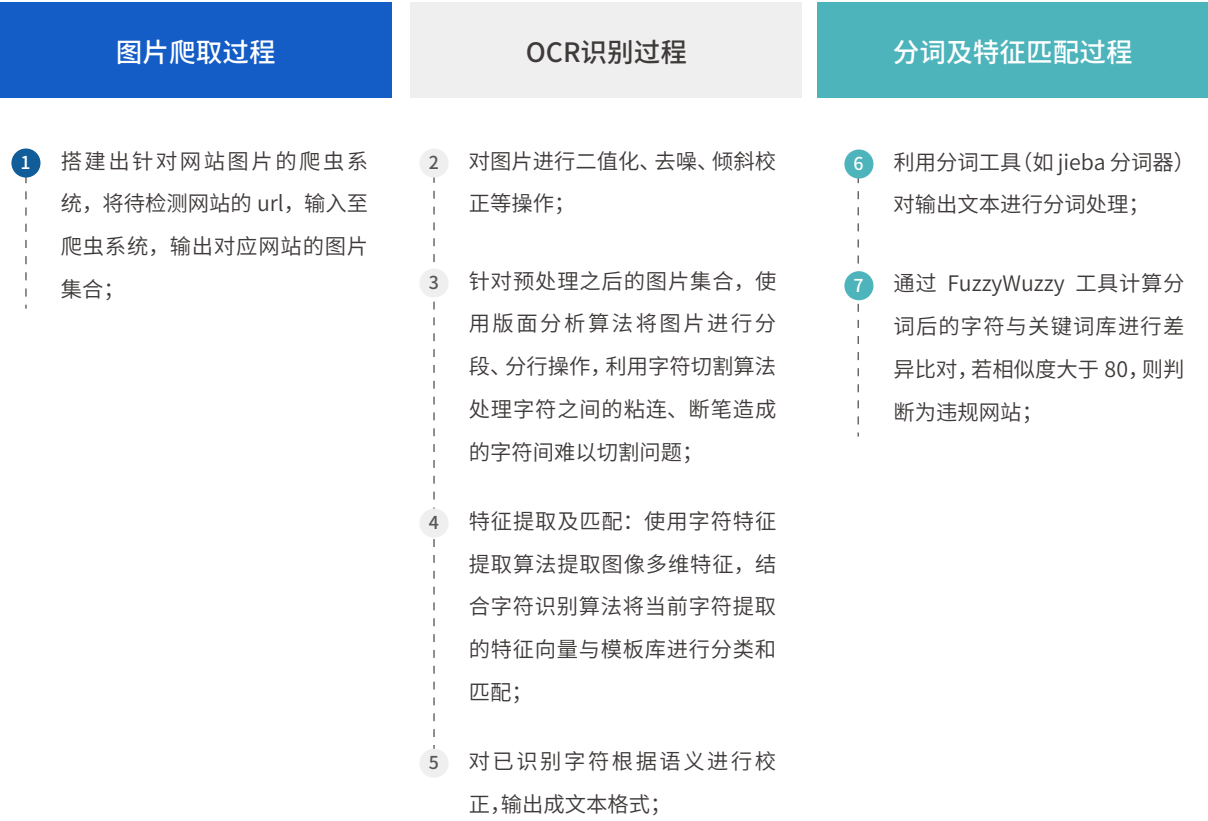 图片爬取过程
1 搭建出针对网站图片的爬虫系
统，将待检测网站的 url，输入至
爬虫系统，输出对应网站的图片
集合；
OCR识别过程
2 对图片进行二值化、去噪、倾斜校
正等操作；
3 针对预处理之后的图片集合，使
用版面分析算法将图片进行分
段、分行操作，利用字符切割算法
处理字符之间的粘连、断笔造成
的字符间难以切割问题；
4 特征提取及匹配：使用字符特征
提取算法提取图像多维特征，结
合字符识别算法将当前字符提取
的特征向量与模板库进行分类和
匹配；
5 对已识别字符根据语义进行校
正，输出成文本格式；
分词及特征匹配过程
6 利用分词工具（如 jieba 分词器）
对输出文本进行分词处理；
7 通过 FuzzyWuzzy 工具计算分
词后的字符与关键词库进行差
异比对，若相似度大于 80，则判
断为违规网站；